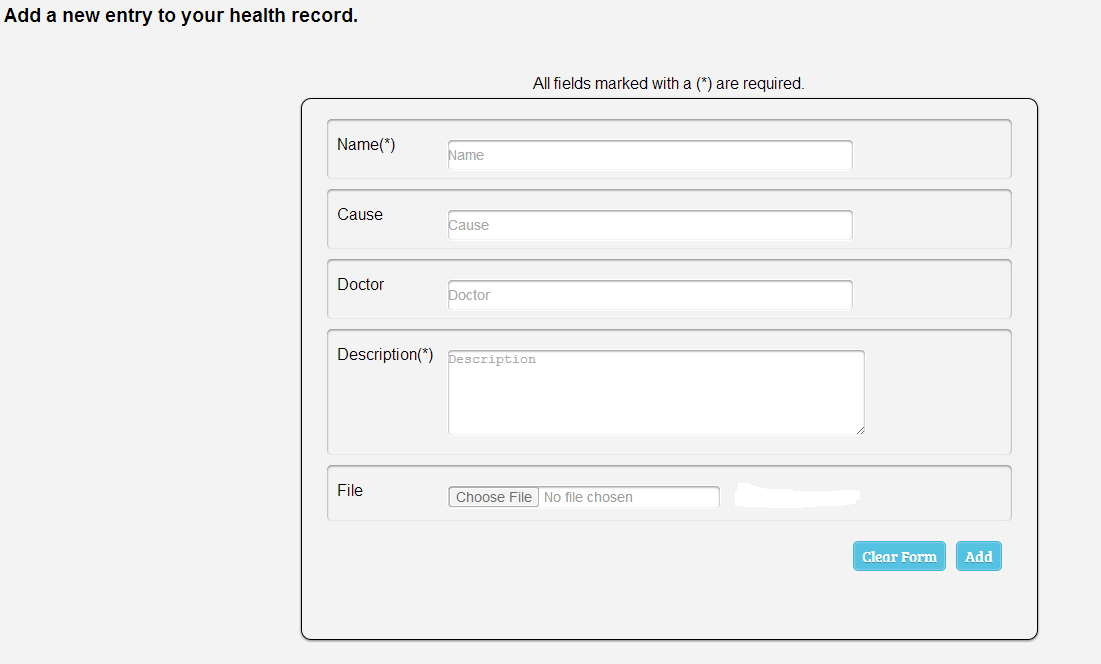 Add a new entry to your health record.
All fields marked with a (*) are required.
Name(*)
Name
Cause
Cause
Doctor
Doctor
Description(*)
Description
File
Choose File No file chosen
Clear Form Add